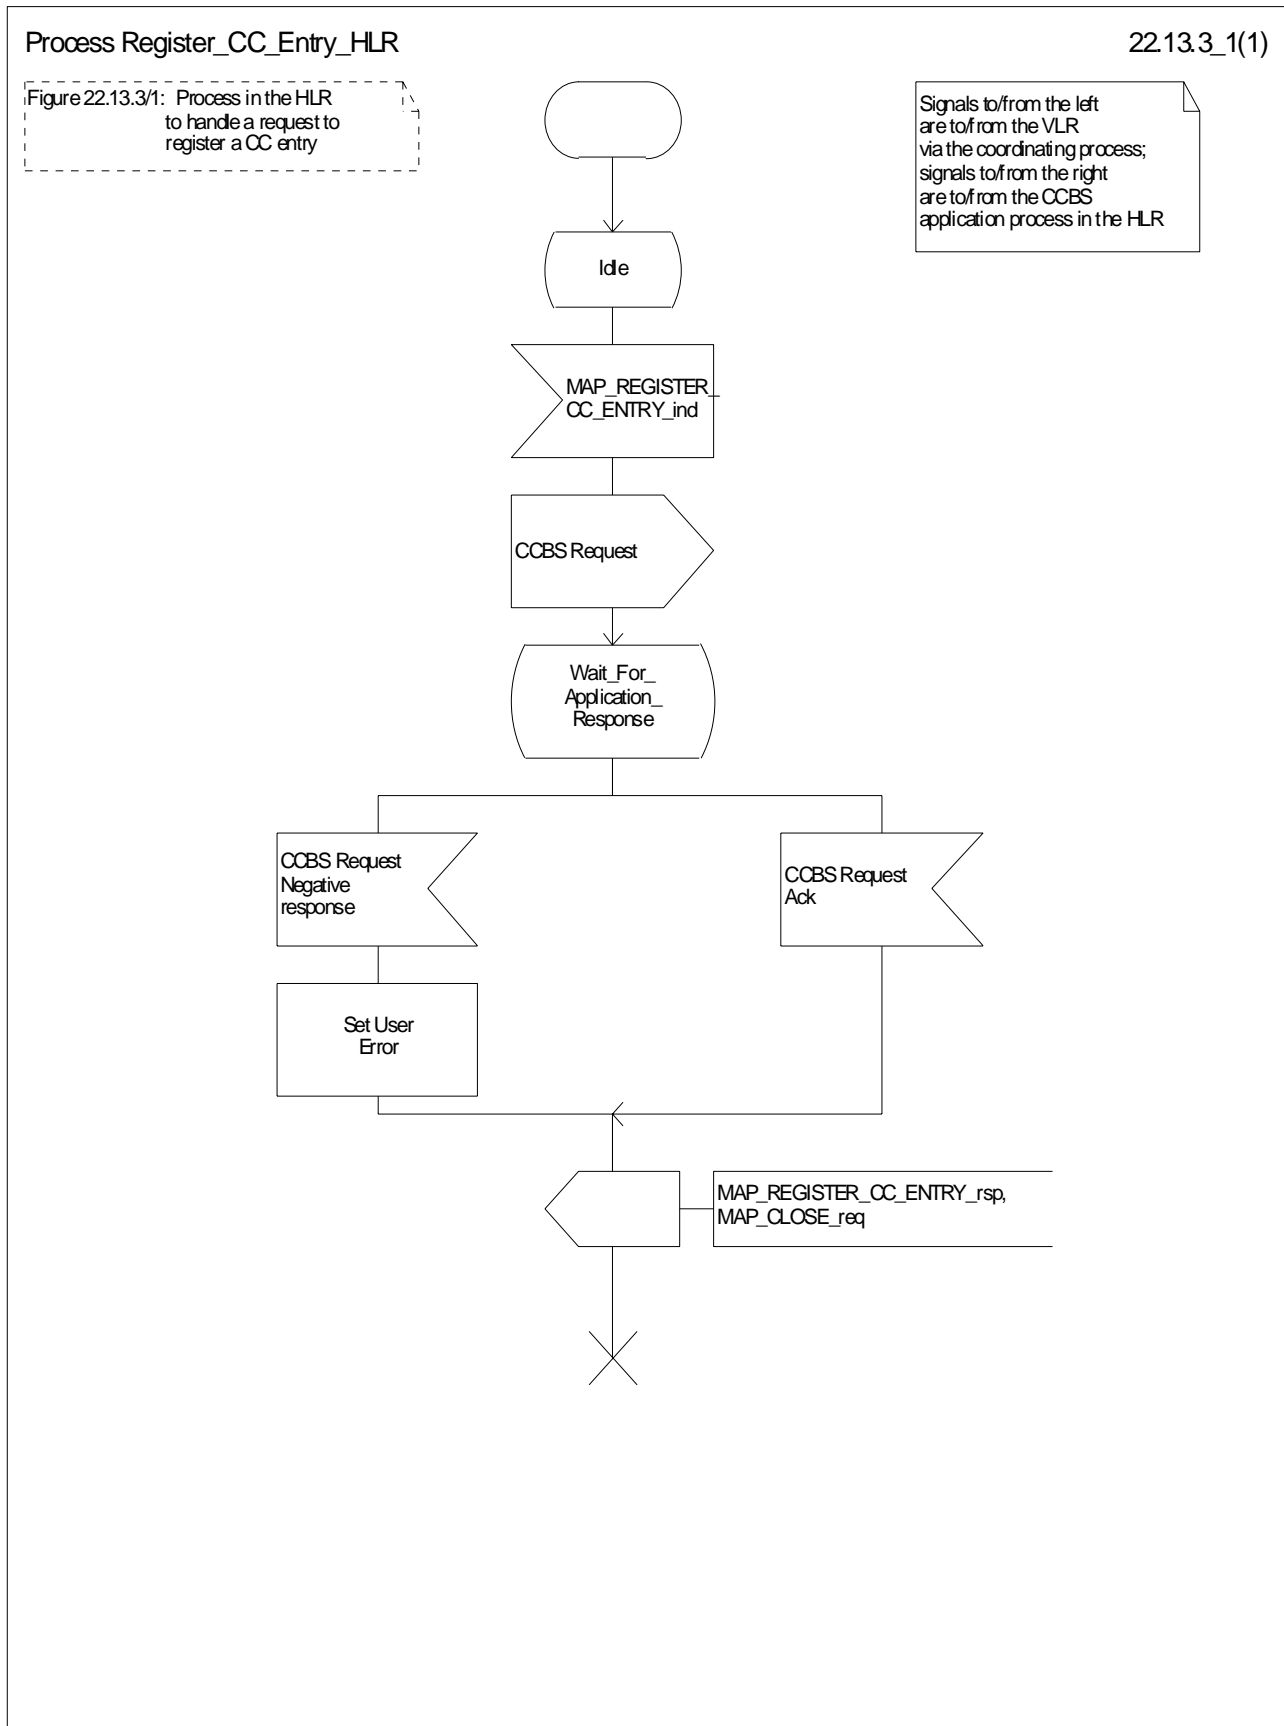 Process Register_CC_Entry_HLR
22.13.3_1(1)
Figure 22.13.3/1: Process in the HLR
to handle a request to
register a CC entry
Signals to/from the left
are to/from the VLR
via the coordinating process;
signals to/from the right
are to/from the CCBS
application process in the HLR
Idle
MAP_REGISTER_
CC_ENTRY_ind
CCBS Request
Wait_For_
Application_
Response
CCBS Request
Negative
response
CCBS Request
Ack
Set User
Error
MAP_REGISTER_CC_ENTRY_rsp,
MAP_CLOSE_req